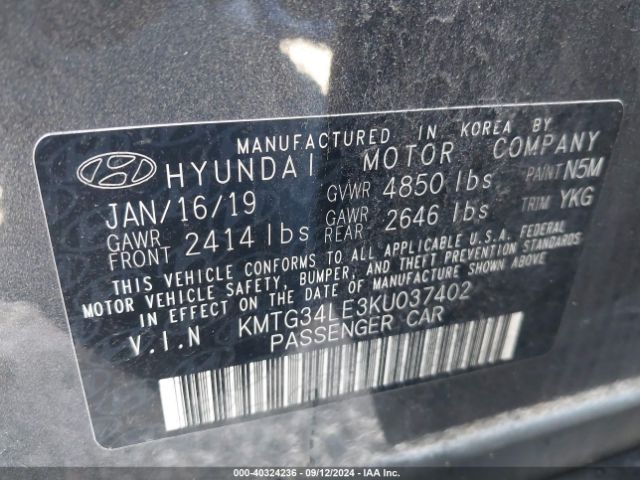 MANUFACTURED IN KOREA BY
HYUNDAI MOTOR COMPANY
JAN/16/19 GVWR 4850 lbs PAINT N5M
GAWR FRONT 2414 lbs GAWR REAR 2646 lbs TRIM YKG
THIS VEHICLE CONFORMS TO ALL APPLICABLE U.S.A. FEDERAL
MOTOR VEHICLE SAFETY, BUMPER, AND THEFT PREVENTION STANDARDS
IN EFFECT ON THE DATE OF MANUFACTURE SHOWN ABOVE
V.I.N KMTG34LE3KU037402
PASSENGER CAR
000-40324236 - 09/12/2024 - IAA Inc.